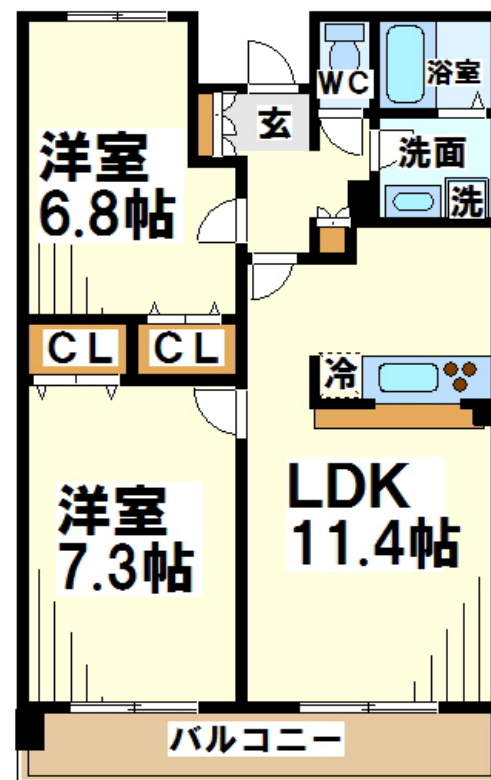 WC
浴室
玄
洗面
洗
洋室
6.8帖
CL
CL
冷
洋室
7.3帖
LDK
11.4帖
バルコニー